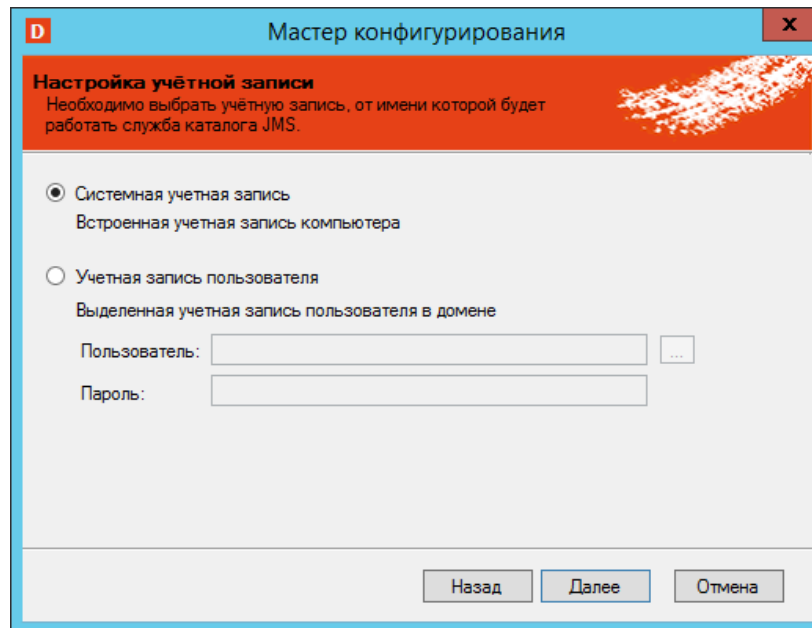 D
Мастер конфигурирования
x
Настройка учётной записи
Необходимо выбрать учётную запись, от имени которой будет
работать служба каталога JMS.
Системная учетная запись
Встроенная учетная запись компьютера
Учетная запись пользователя
Выделенная учетная запись пользователя в домене
Пользователь:
...
Пароль:
Назад
Далее
Отмена